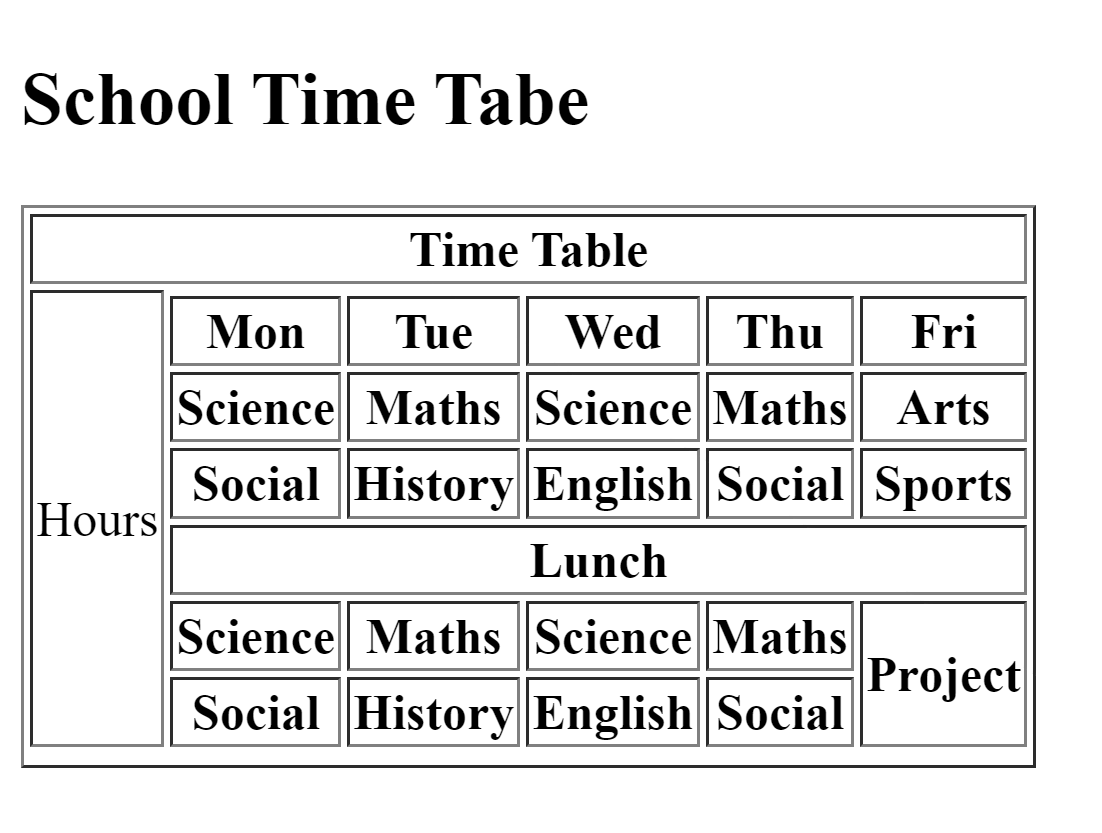 School Time Tabe
Time Table
Mon Tue Wed Thu Fri
Science Maths Science Maths Arts
Social History English Social Sports
Hours
Lunch
Science Maths Science Maths
Project
Social History English Social